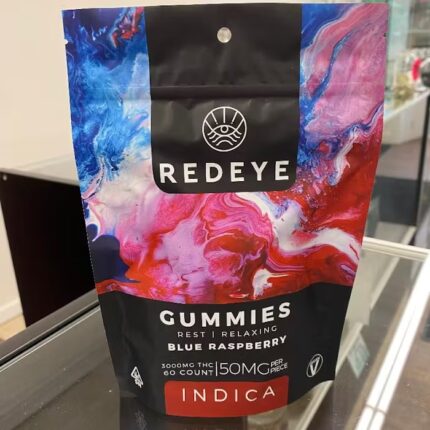 REDEYE
GUMMIES
REST | RELAXING
BLUE RASPBERRY
3000MG THC
60 COUNT | 50MG PER PIECE
INDICA